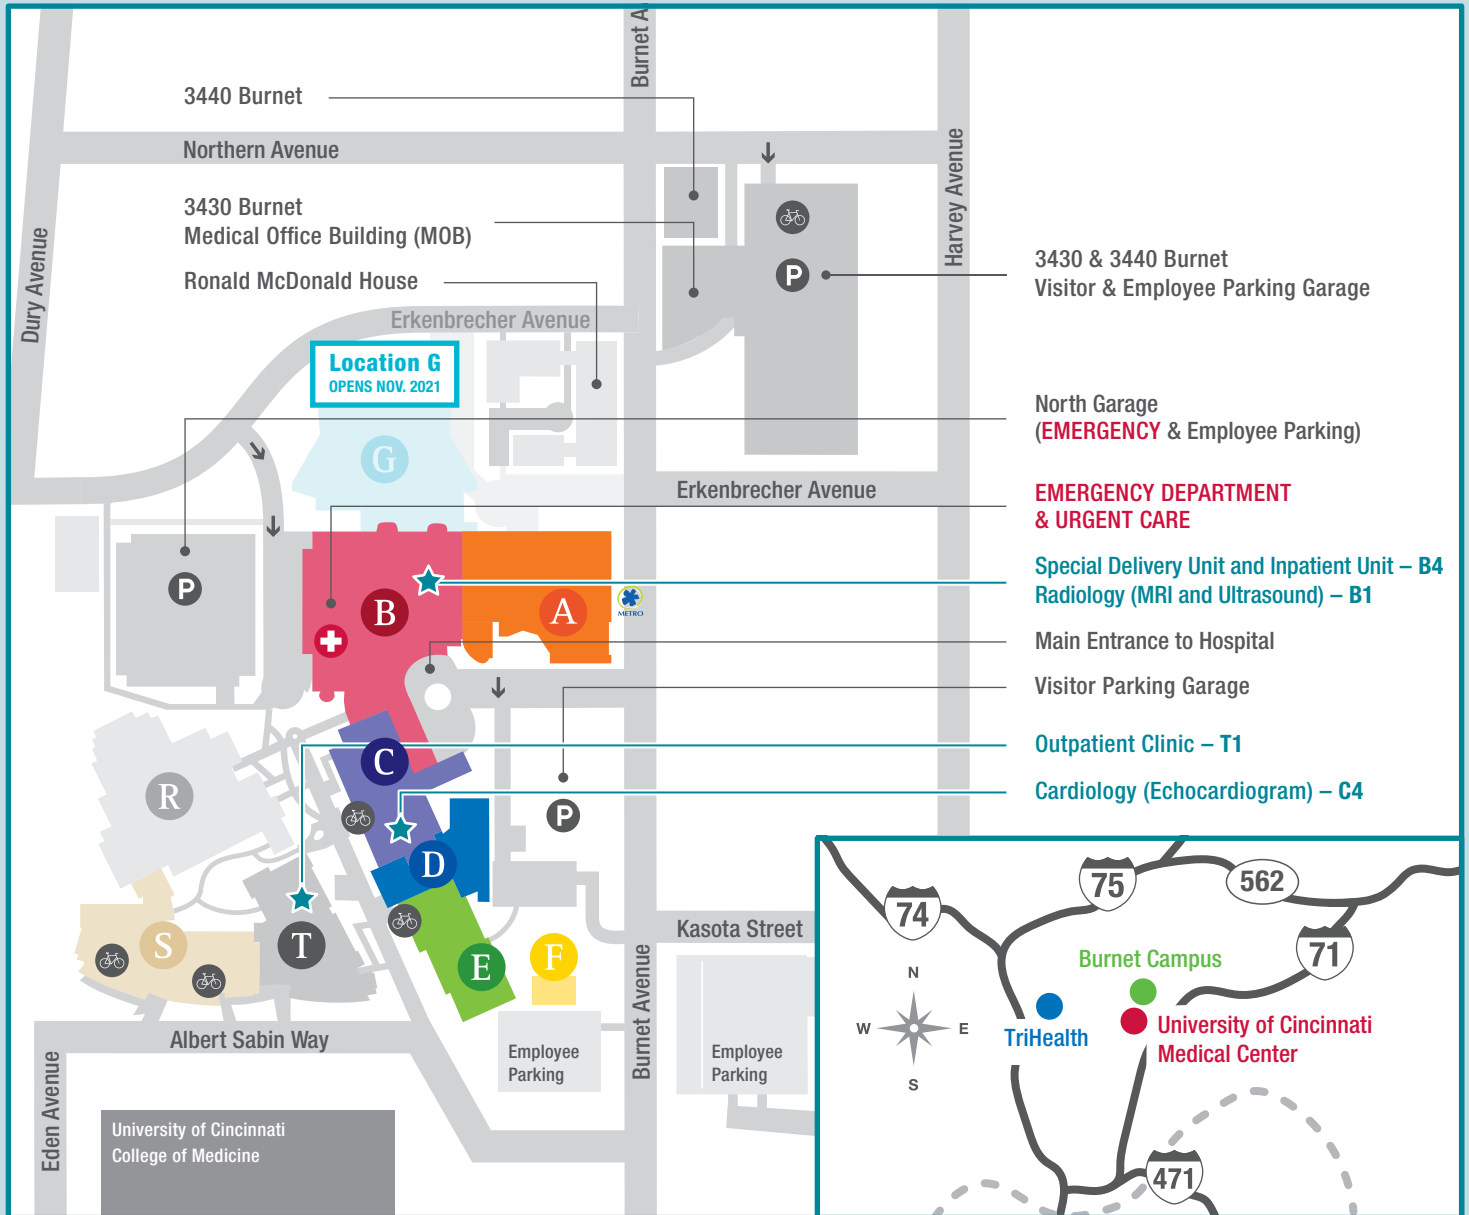 Burnet A
3440 Burnet
Northern Avenue
Harvey Avenue
3430 Burnet
Medical Office Building (MOB)
Dury Avenue
P
3430 & 3440 Burnet
Visitor & Employee Parking Garage
Ronald McDonald House
Erkenbrecher Avenue
Location G
OPENS NOV. 2021
North Garage
(EMERGENCY & Employee Parking)
G
Erkenbrecher Avenue
EMERGENCY DEPARTMENT
& URGENT CARE
Special Delivery Unit and Inpatient Unit – B4
Radiology (MRI and Ultrasound) – B1
P
B
A
METRO
Main Entrance to Hospital
Visitor Parking Garage
Outpatient Clinic – T1
C
R
Cardiology (Echocardiogram) – C4
P
D
S
T
E
F
Kasota Street
Burnet Avenue
Albert Sabin Way
Eden Avenue
Employee
Parking
Employee
Parking
University of Cincinnati
College of Medicine
74
75
562
71
Burnet Campus
N
W
E
S
TriHealth
University of Cincinnati
Medical Center
471